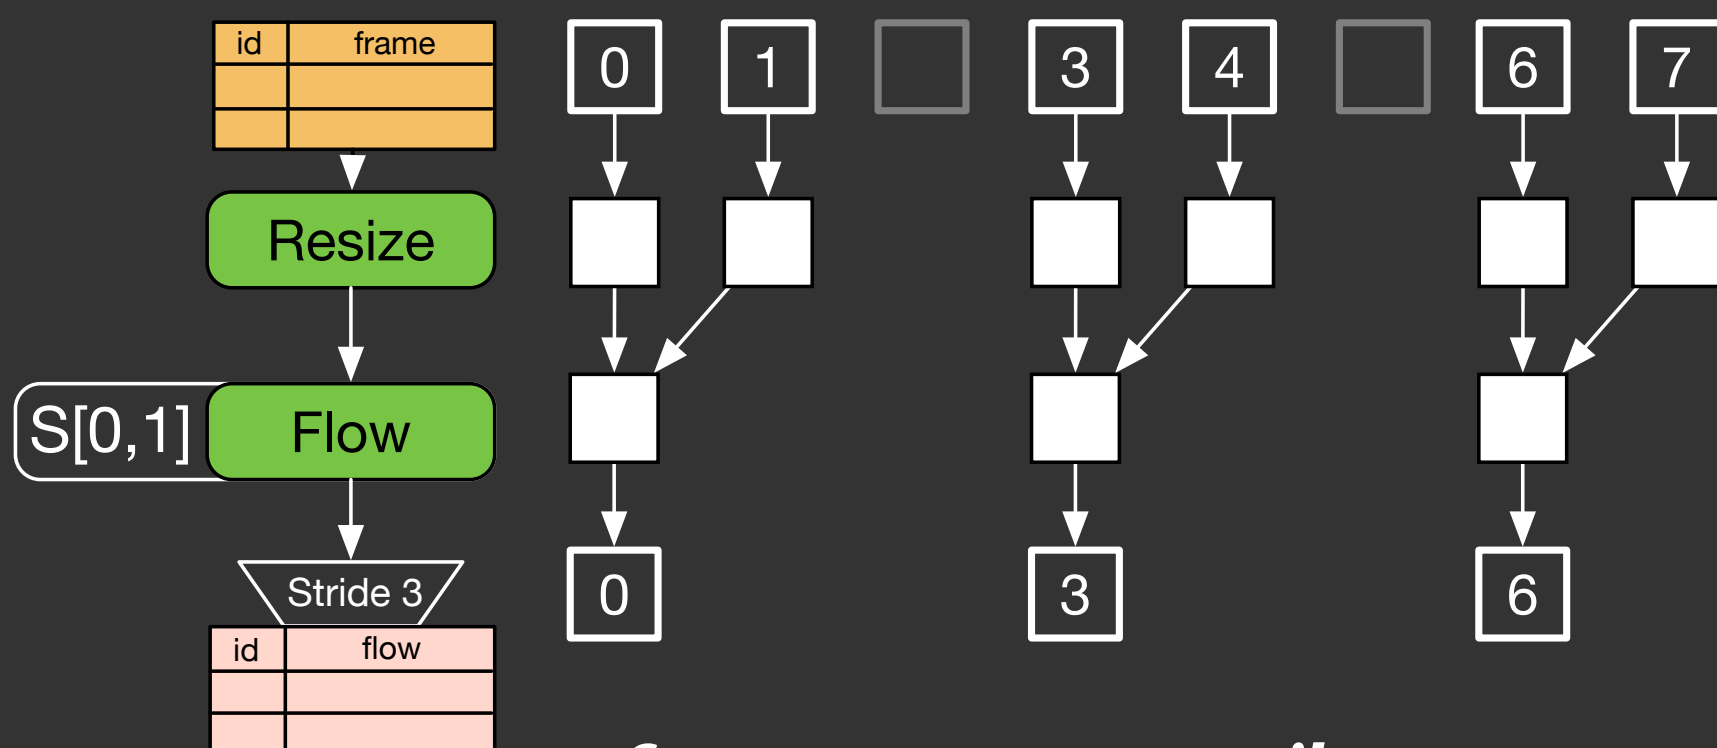 id frame
0 1 3 4 6 7
Resize
S[0,1] Flow
Stride 3
0 3 6
id flow